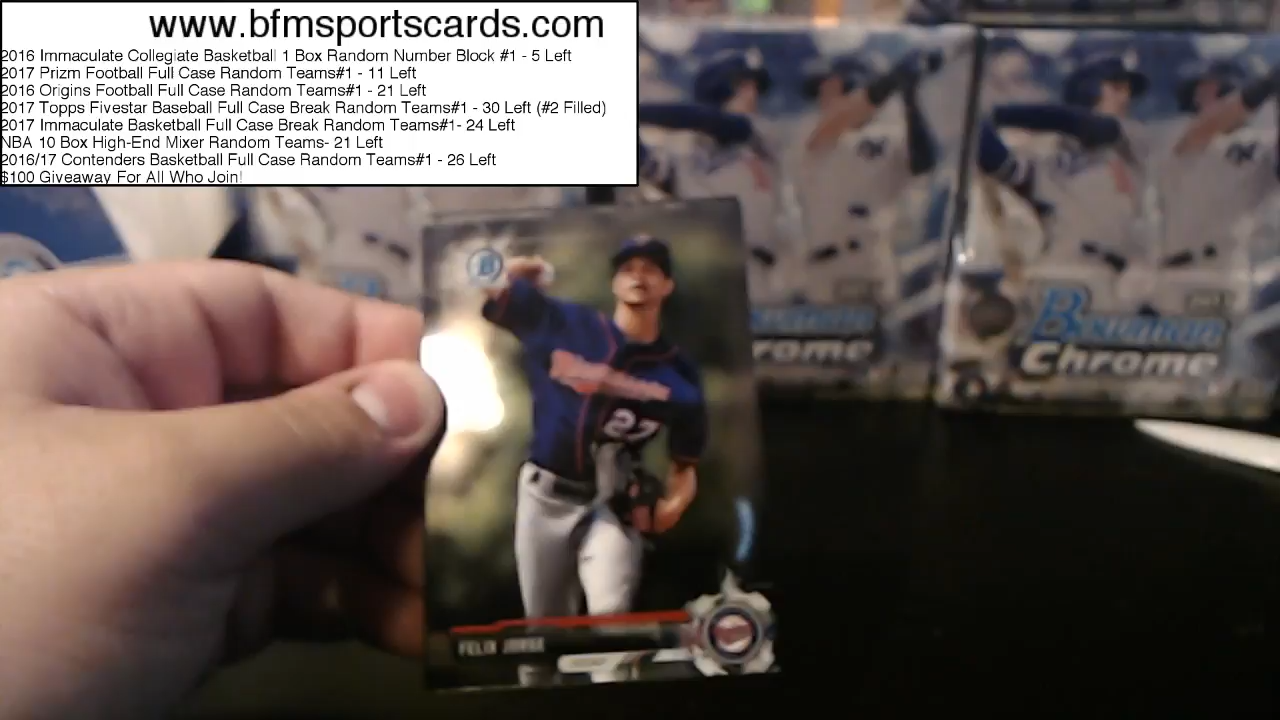 www.bfmsportscards.com
2016 Immaculate Collegiate Basketball 1 Box Random Number Block #1 - 5 Left
2017 Prizm Football Full Case Random Teams#1 - 11 Left
2016 Origins Football Full Case Random Teams#1 - 21 Left
2017 Topps Fivestar Baseball Full Case Break Random Teams#1 - 30 Left (#2 Filled)
2017 Immaculate Basketball Full Case Break Random Teams#1- 24 Left
NBA 10 Box High-End Mixer Random Teams- 21 Left
2016/17 Contenders Basketball Full Case Random Teams#1 - 26 Left
$100 Giveaway For All Who Join!
B
27
FELIX JORGE
rome
Bowman
Chrome